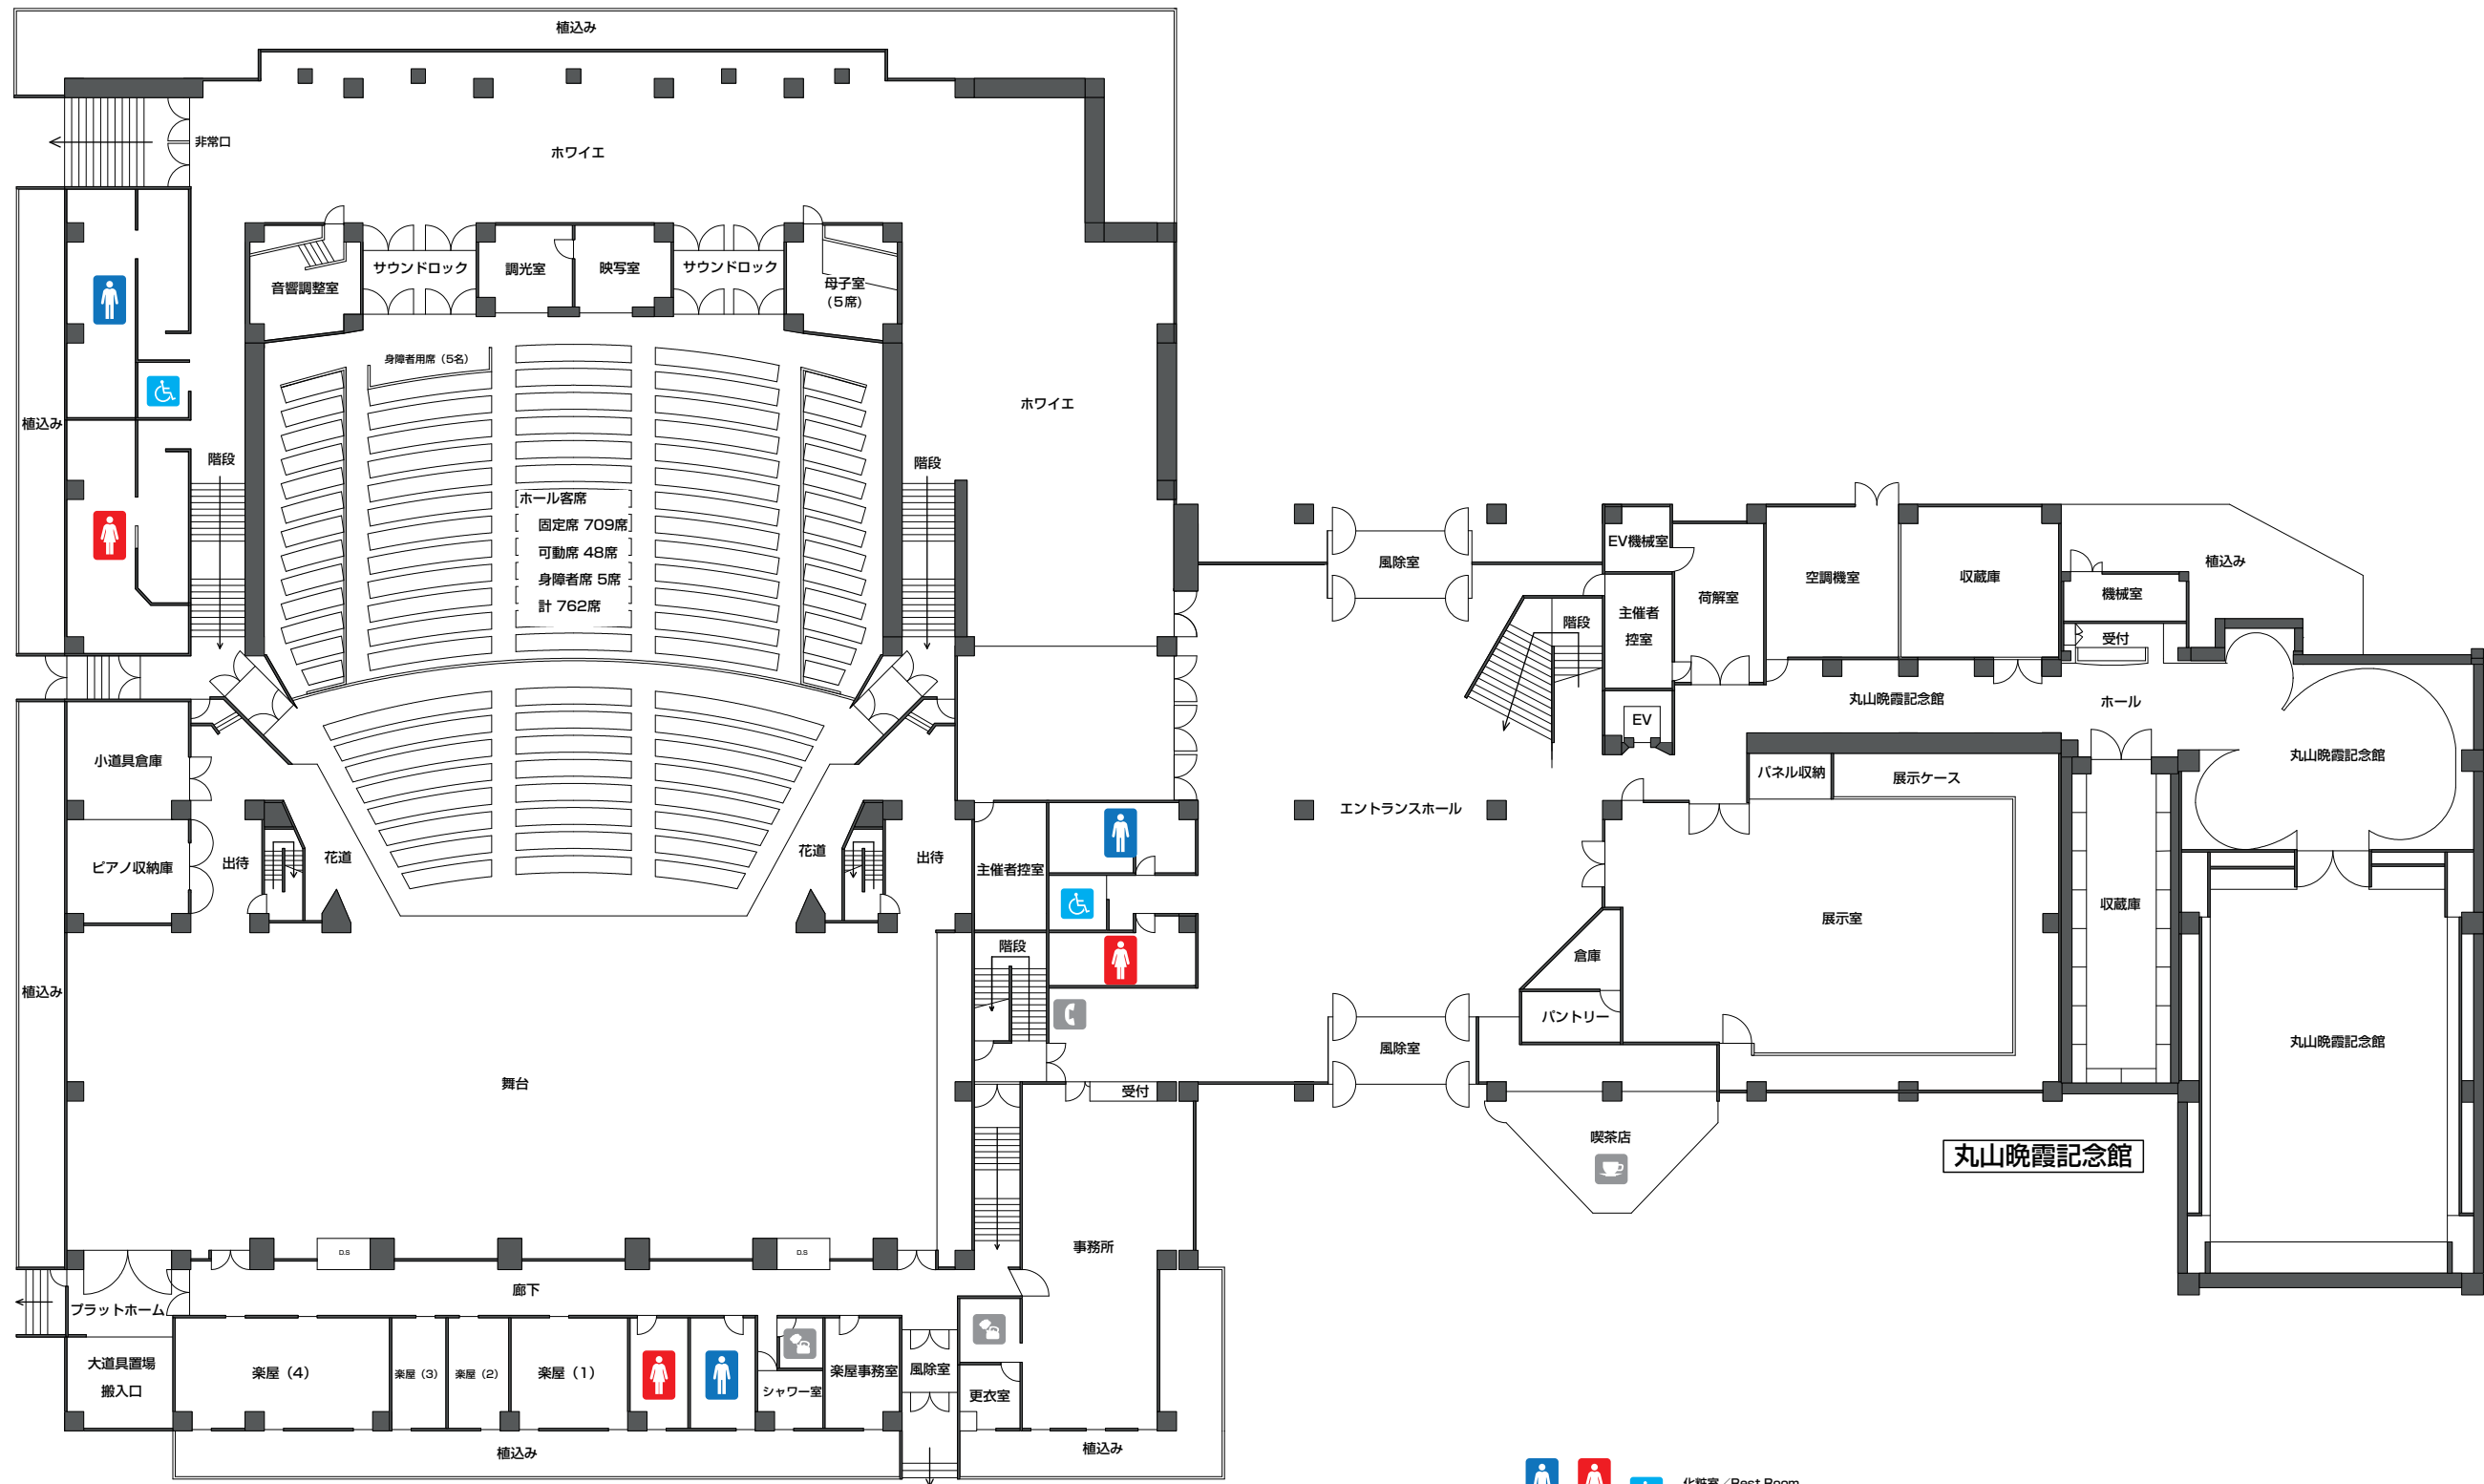 植込み
非常口
ホワイエ
サウンドロック
調光室
映写室
サウンドロック
音響調整室
母子室
(5席)
身障者用席（5名）
ホワイエ
植込み
階段
階段
ホール客席
固定席 709席
可動席 48席
身障者席 5席
計 762席
風除室
EV機械室
荷解室
空調機室
収蔵庫
植込み
機械室
主催者
控室
階段
受付
丸山晩霞記念館
ホール
EV
小道具倉庫
丸山晩霞記念館
パネル収納
展示ケース
エントランスホール
ピアノ収納庫
出待
花道
花道
出待
主催者控室
展示室
収蔵庫
階段
倉庫
植込み
パントリー
風除室
丸山晩霞記念館
舞台
受付
喫茶店
丸山晩霞記念館
事務所
D.S
D.S
廊下
プラットホーム
大道具置場
搬入口
楽屋（4）
楽屋（3）
楽屋（2）
楽屋（1）
シャワー室
楽屋事務室
風除室
更衣室
植込み
植込み
化粧室／Rest Room